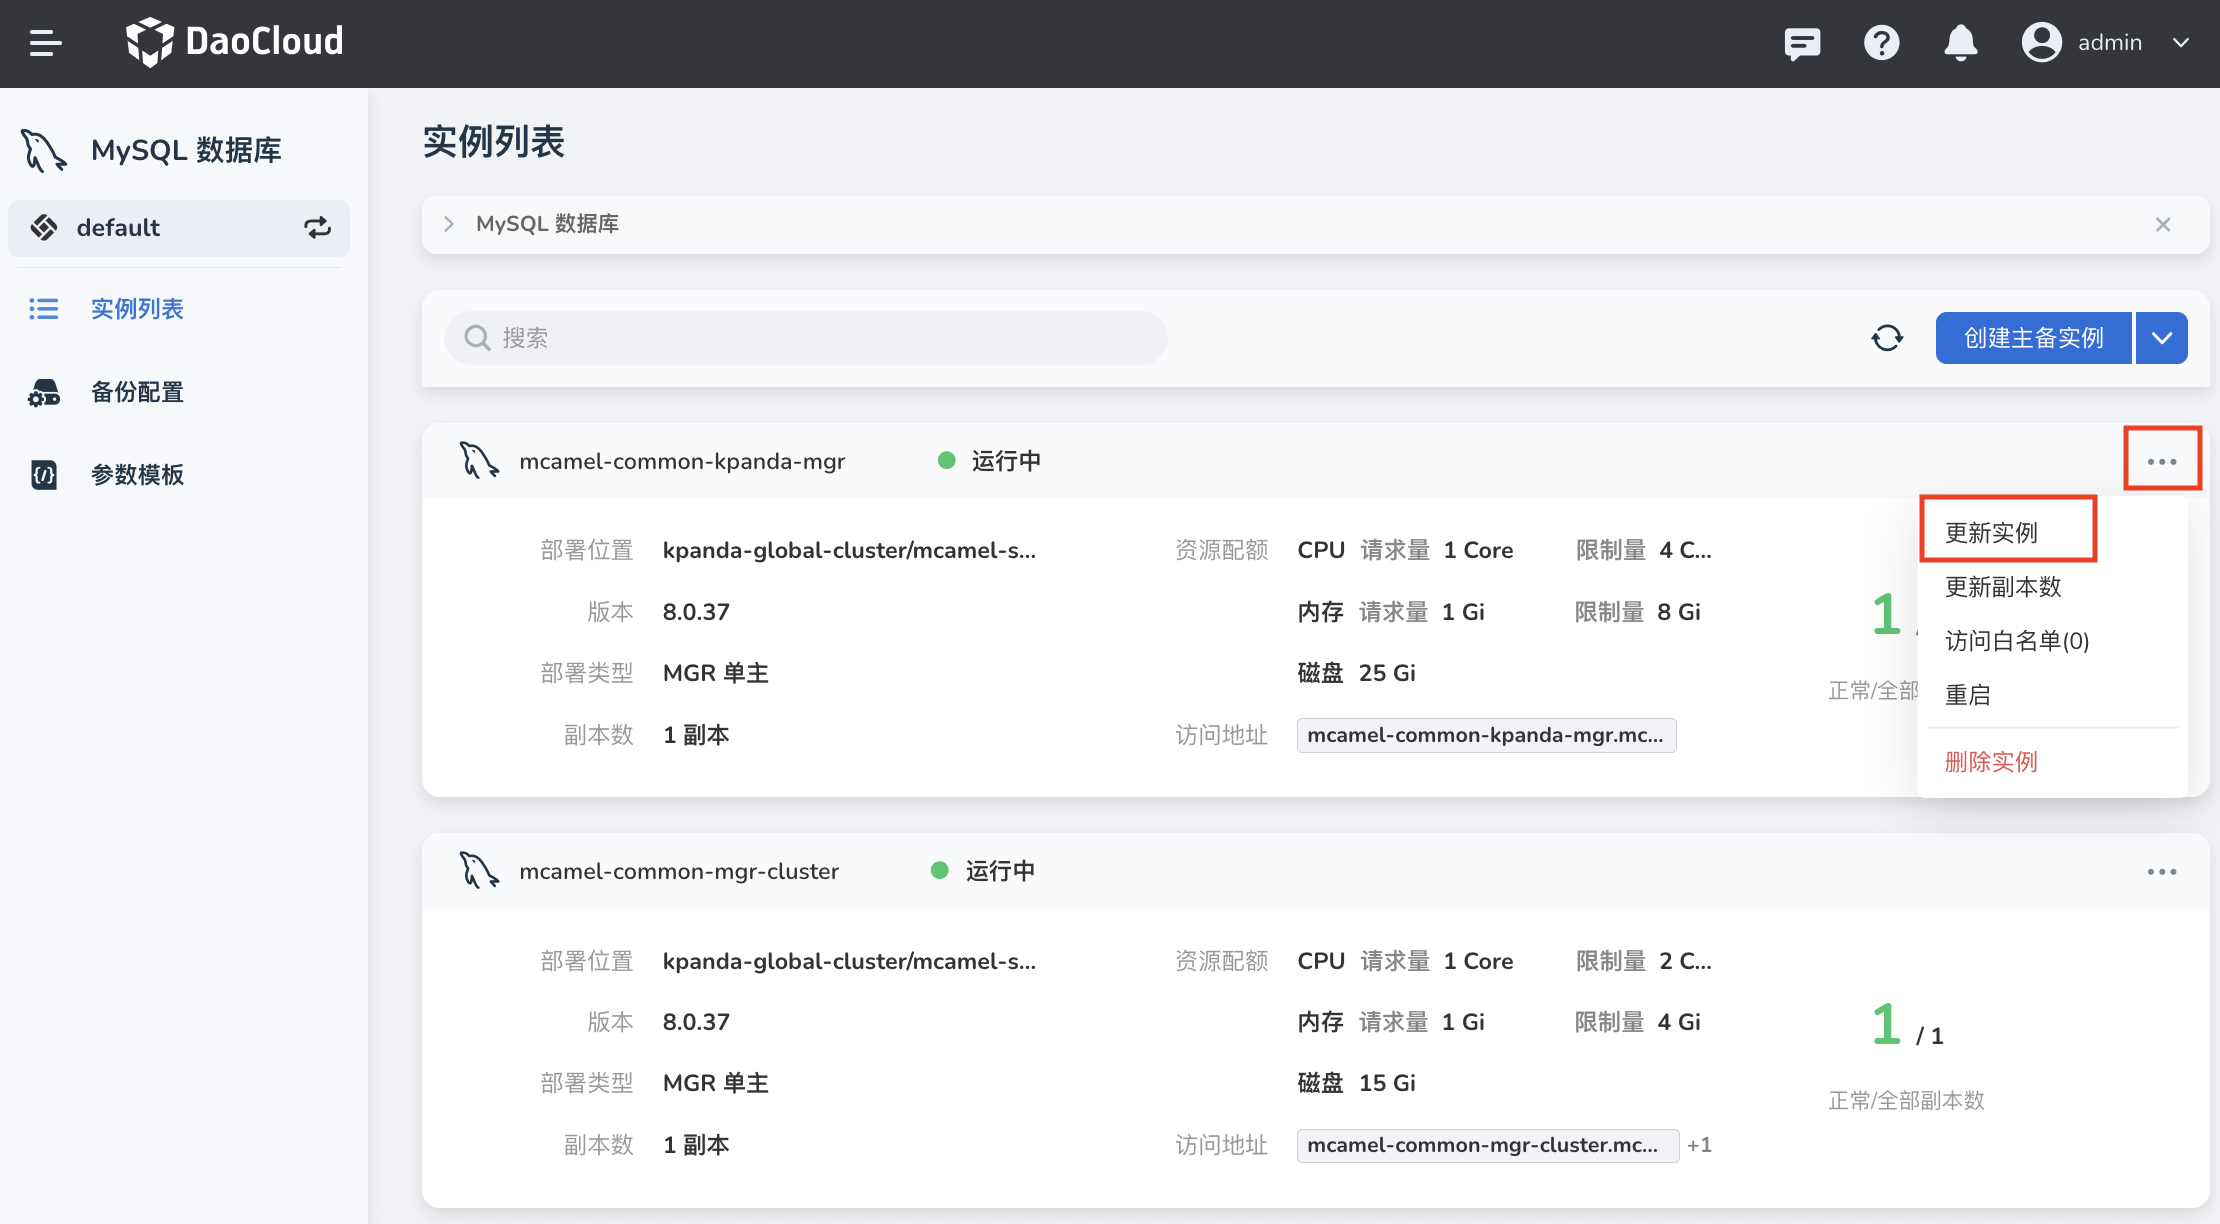 DaoCloud
admin
MySQL 数据库
default
实例列表
备份配置
参数模板
实例列表
MySQL 数据库
搜索
创建主备实例
mcamel-common-kpanda-mgr
运行中
部署位置 kpanda-global-cluster/mcamel-s...
资源配额 CPU 请求量 1 Core 限制量 4 C...
版本 8.0.37
内存 请求量 1 Gi 限制量 8 Gi
部署类型 MGR 单主
磁盘 25 Gi
副本数 1 副本
访问地址 mcamel-common-kpanda-mgr.mc...
1
正常/全部
更新实例
更新副本数
访问白名单(0)
重启
删除实例
mcamel-common-mgr-cluster
运行中
部署位置 kpanda-global-cluster/mcamel-s...
资源配额 CPU 请求量 1 Core 限制量 2 C...
版本 8.0.37
内存 请求量 1 Gi 限制量 4 Gi
部署类型 MGR 单主
磁盘 15 Gi
副本数 1 副本
访问地址 mcamel-common-mgr-cluster.mc... +1
1 / 1
正常/全部副本数